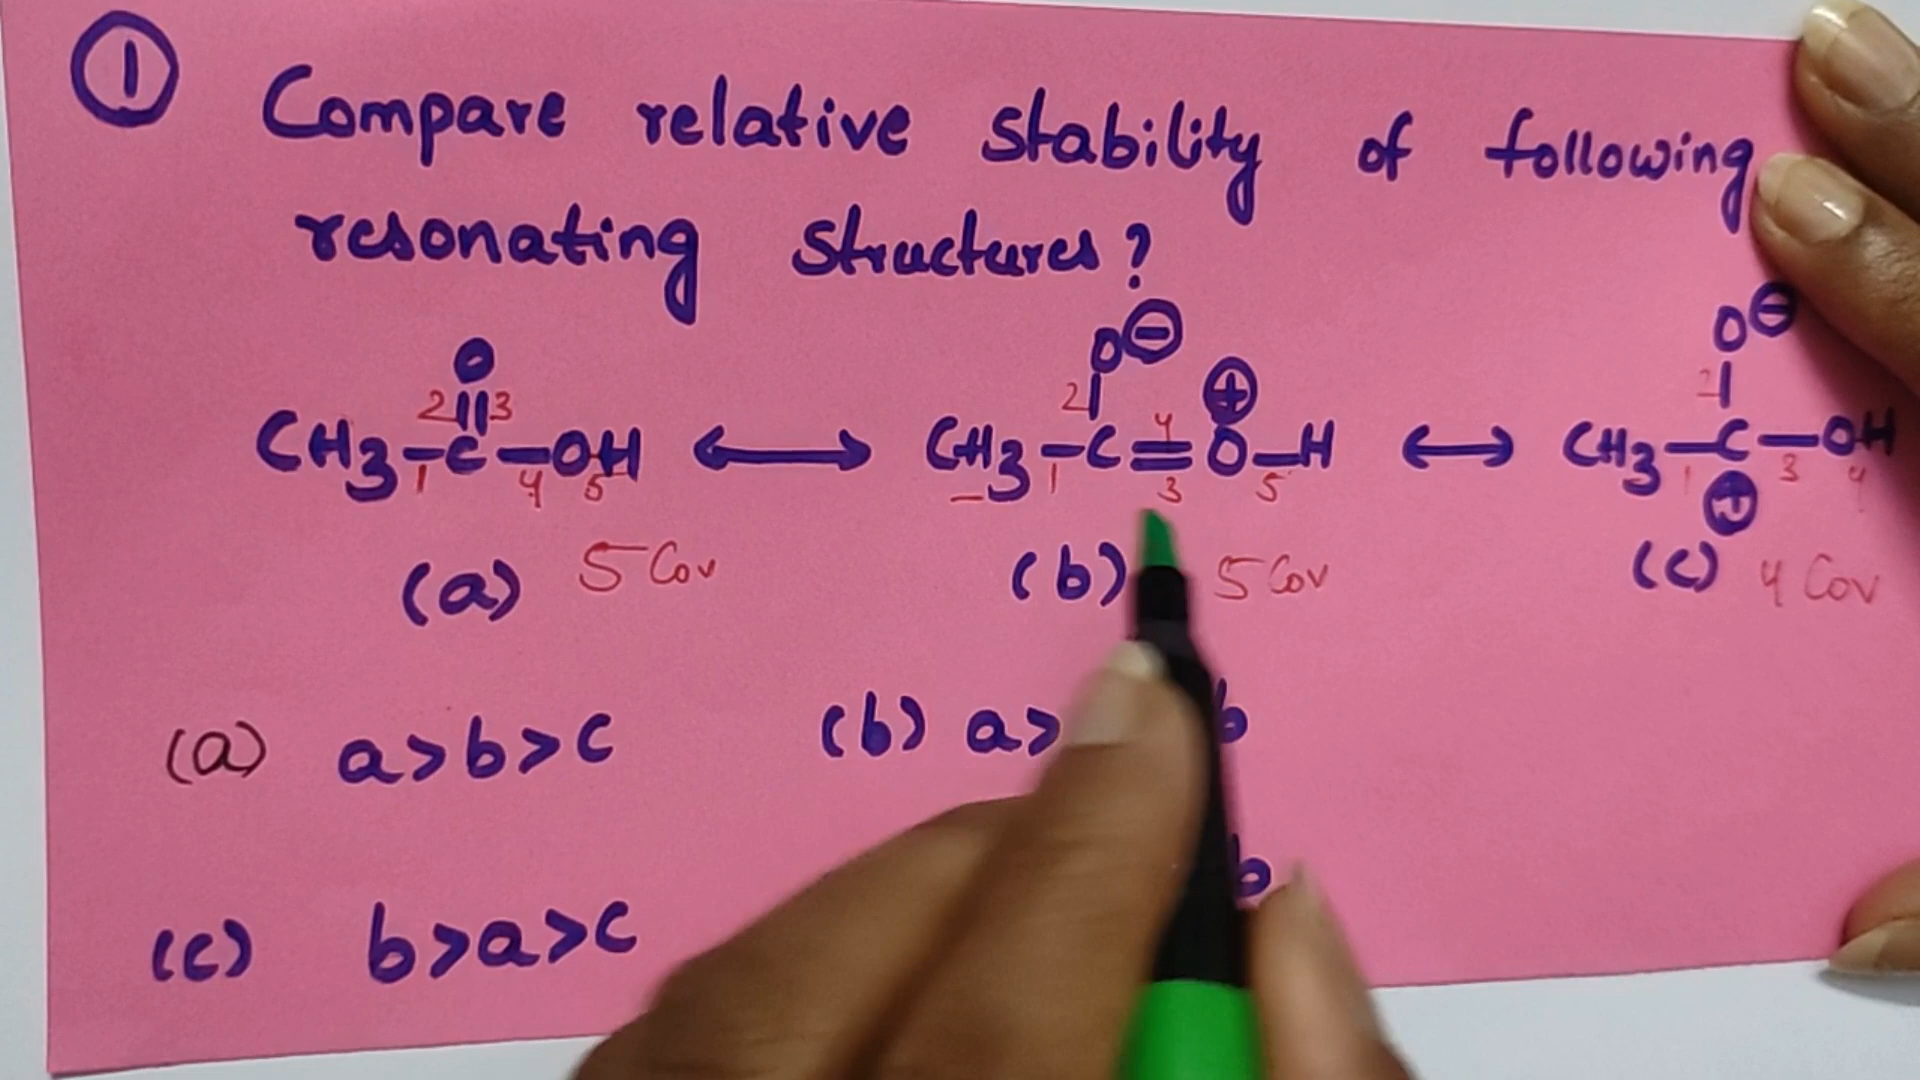 ① Compare relative stability of following
resonating structures?
O O⊖ O⊖
2 3 2 ⊕ 2
CH3-C-OH ⟷ CH3-C=O-H ⟷ CH3-C-OH
1 4 5 1 4 3 5 1 ⊕ 3 4
(a) 5 Cov (b) 5 Cov (c) 4 Cov
(a) a>b>c (b) a> b
(c) b>a>c b